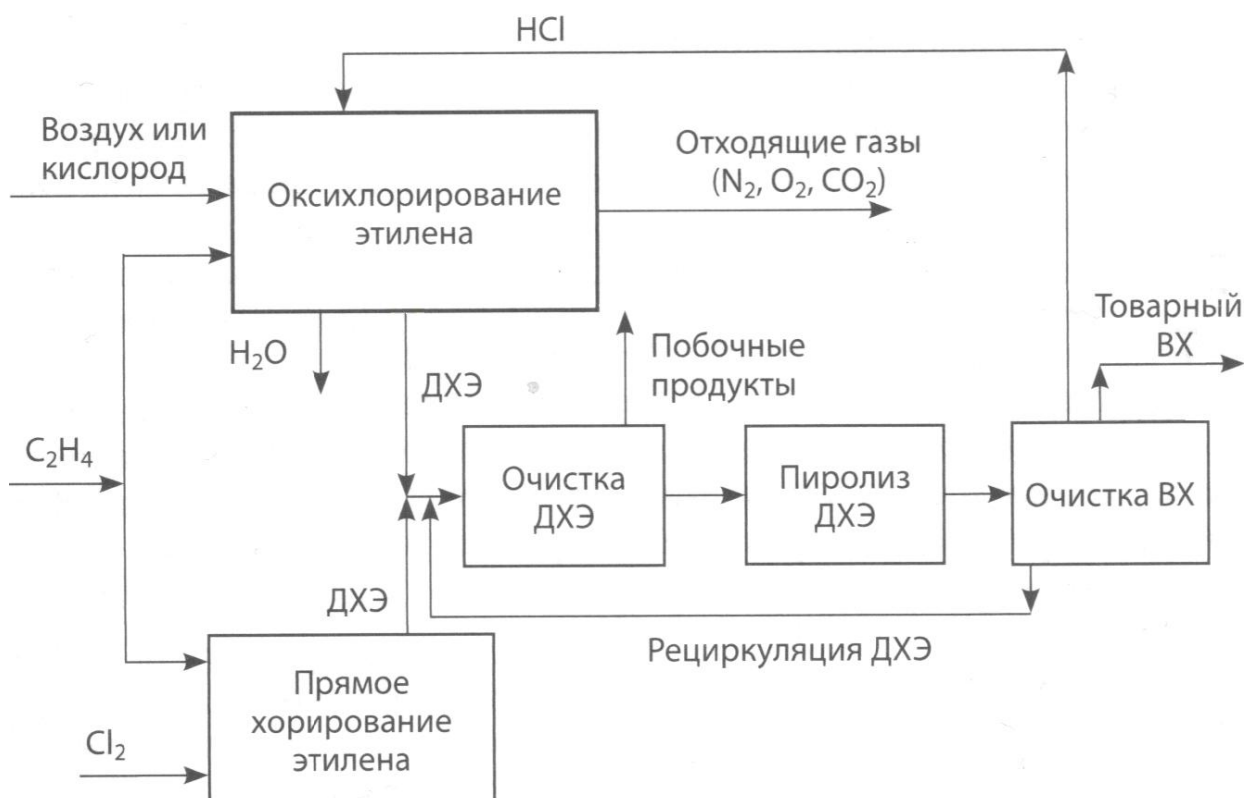 HCl
Воздух или
кислород
Оксихлорирование
этилена
Отходящие газы
(N₂, O₂, CO₂)
Товарный
ВХ
H₂O
ДХЭ
Побочные
продукты
C₂H₄
Очистка
ДХЭ
Пиролиз
ДХЭ
Очистка ВХ
ДХЭ
Рециркуляция ДХЭ
Прямое
хорирование
этилена
Cl₂